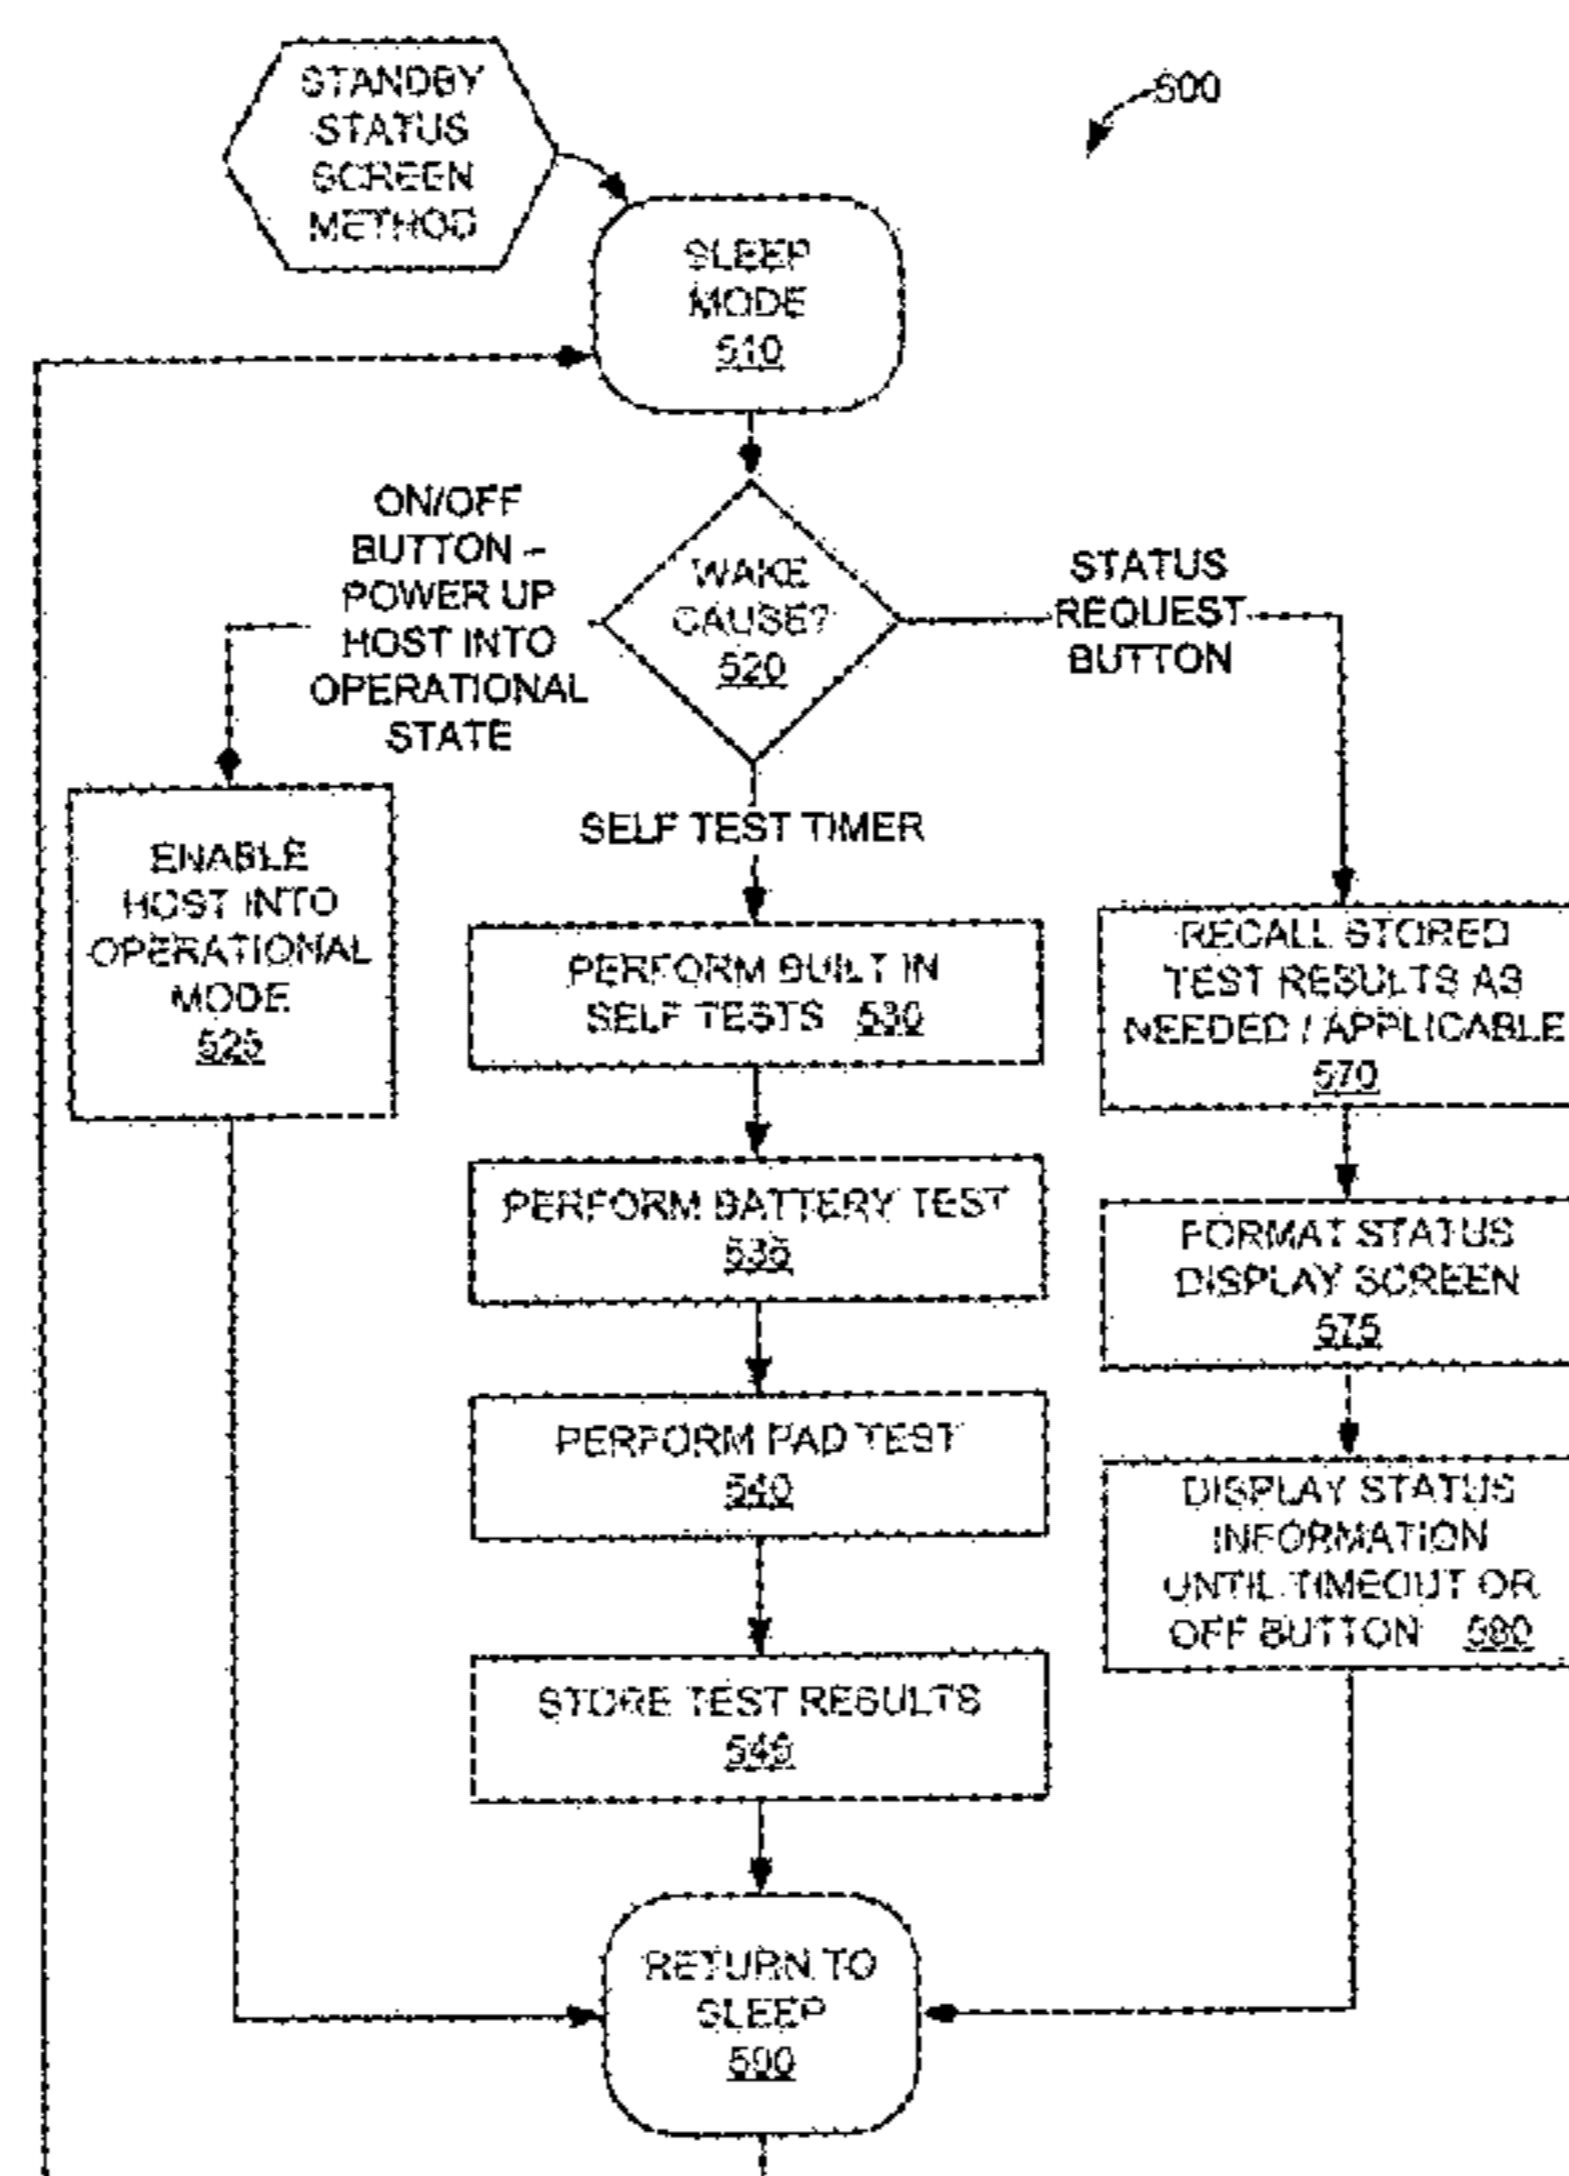 STANDBY
STATUS
SCREEN
METHOD
500
SLEEP
MODE
510
ON/OFF
BUTTON –
POWER UP
HOST INTO
OPERATIONAL
STATE
WAKE
CAUSE?
520
STATUS
REQUEST
BUTTON
SELF TEST TIMER
ENABLE
HOST INTO
OPERATIONAL
MODE
525
PERFORM BUILT IN
SELF TESTS 530
PERFORM BATTERY TEST
535
PERFORM PAD TEST
540
STORE TEST RESULTS
545
RECALL STORED
TEST RESULTS AS
NEEDED / APPLICABLE
570
FORMAT STATUS
DISPLAY SCREEN
575
DISPLAY STATUS
INFORMATION
UNTIL TIMEOUT OR
OFF BUTTON 580
RETURN TO
SLEEP
590